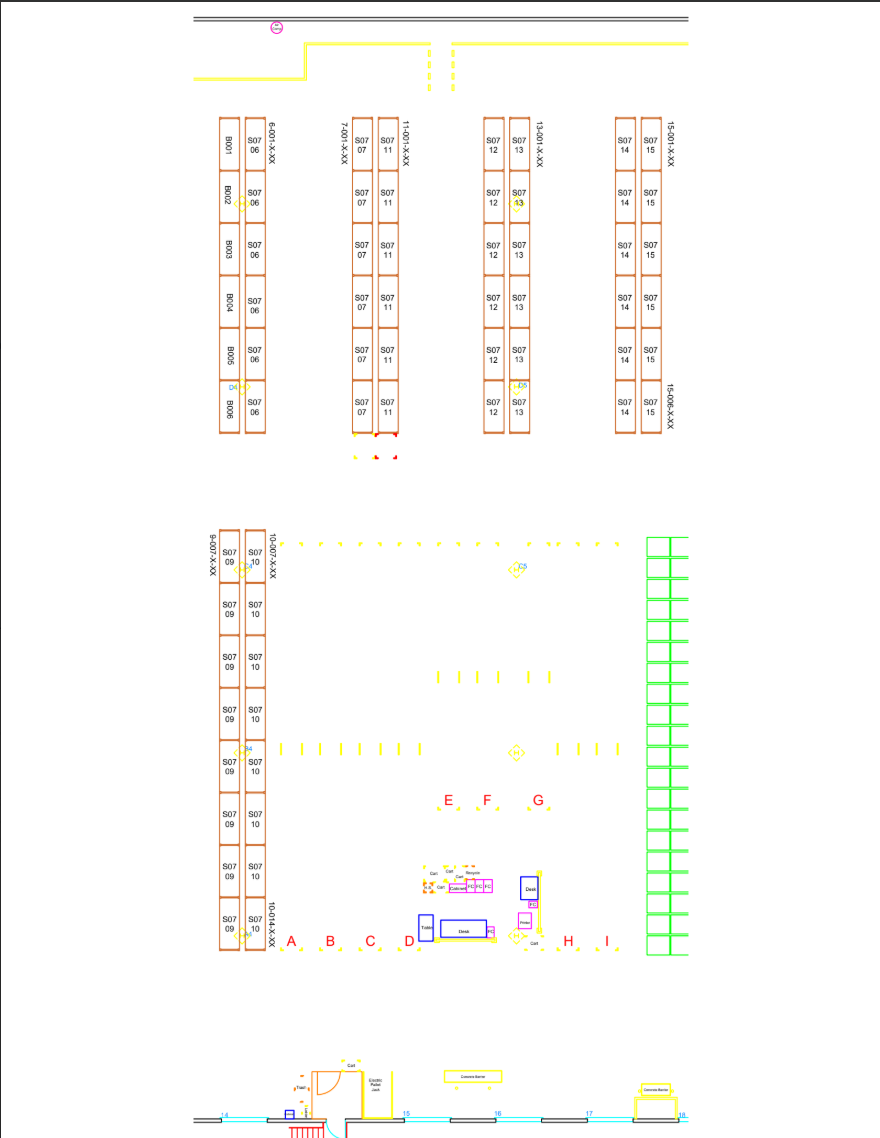 6-001-X-XX
7-001-X-XX
11-001-X-XX
13-001-X-XX
15-001-X-XX
B001
S07
06
S07
07
S07
11
S07
12
S07
13
S07
14
S07
15
B002
S07
06
S07
07
S07
11
S07
12
S07
13
S07
14
S07
15
B003
S07
06
S07
07
S07
11
S07
12
S07
13
S07
14
S07
15
B004
S07
06
S07
07
S07
11
S07
12
S07
13
S07
14
S07
15
B005
S07
06
S07
07
S07
11
S07
12
S07
13
S07
14
S07
15
D4
D5
B006
S07
06
S07
07
S07
11
S07
12
S07
13
S07
14
S07
15
15-006-X-XX
9-007-X-XX
S07
09
S07
10
10-007-X-XX
C5
S07
09
S07
10
S07
09
S07
10
S07
09
S07
10
S07
09
S07
10
S07
09
S07
10
S07
09
S07
10
S07
09
S07
10
10-014-X-XX
E F G
Cart
Cart
Cart
Recycle
Cart
Cabinet
FC
FC
FC
Desk
FC
Table
Desk
FC
Printer
Cart
A B C D H I
Cart
Trash
Electric
Pallet
Jack
Concrete Barrier
Concrete Barrier
14
15
16
17
18